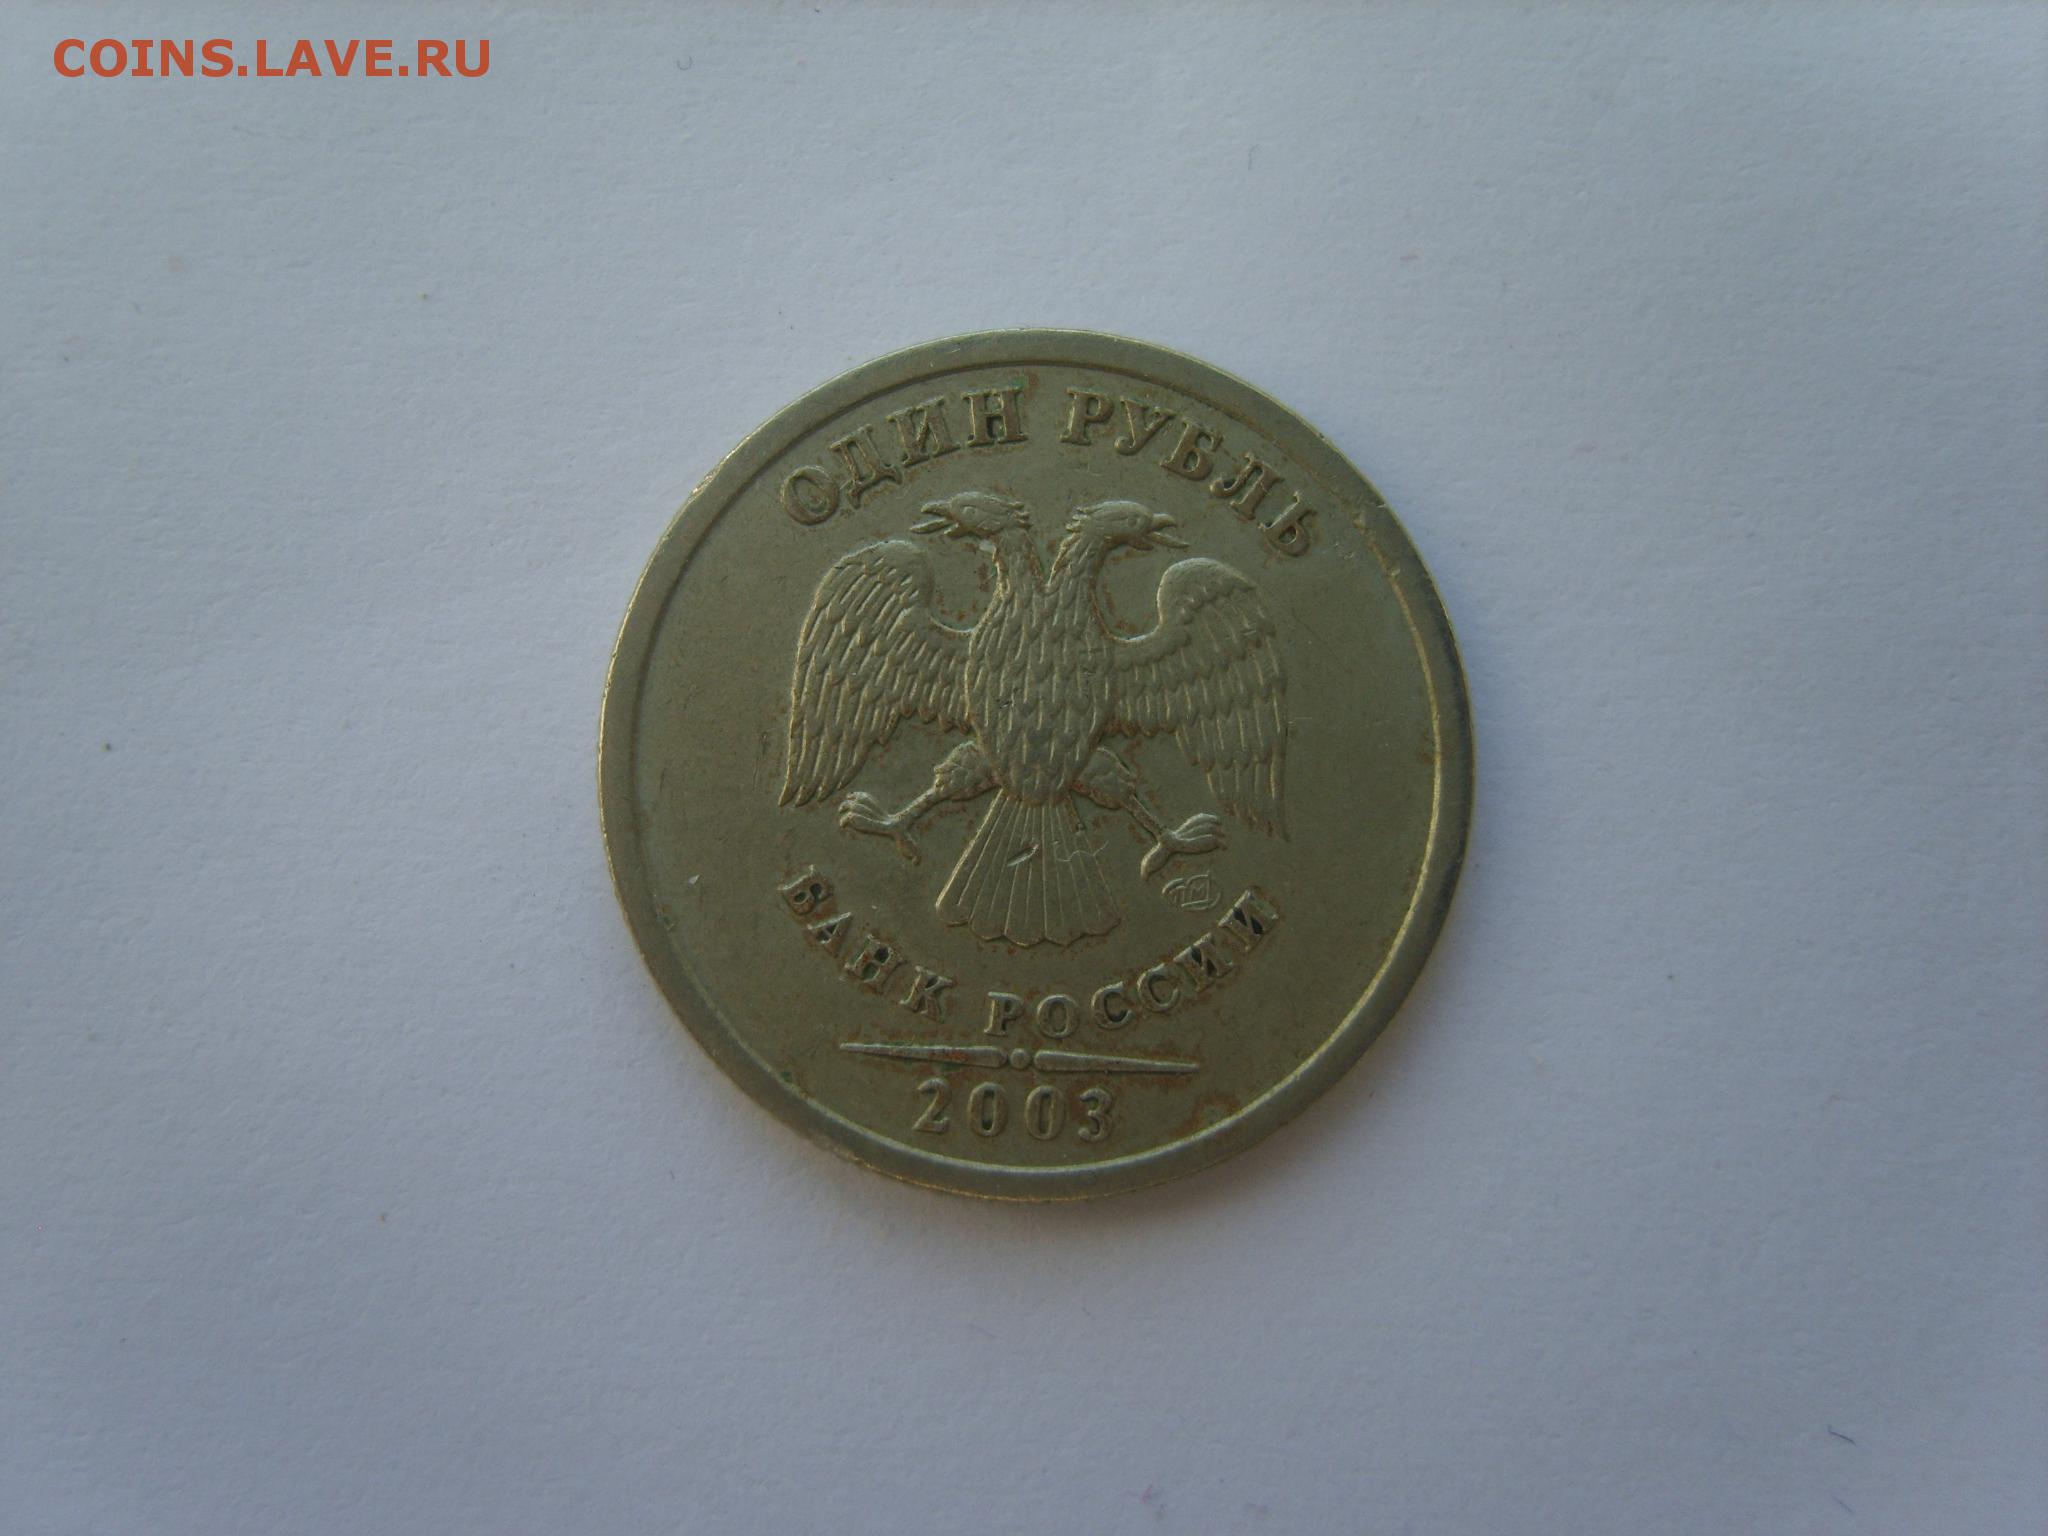 COINS.LAVE.RU
ОДИН РУБЛЬ
БАНК РОССИИ
2003